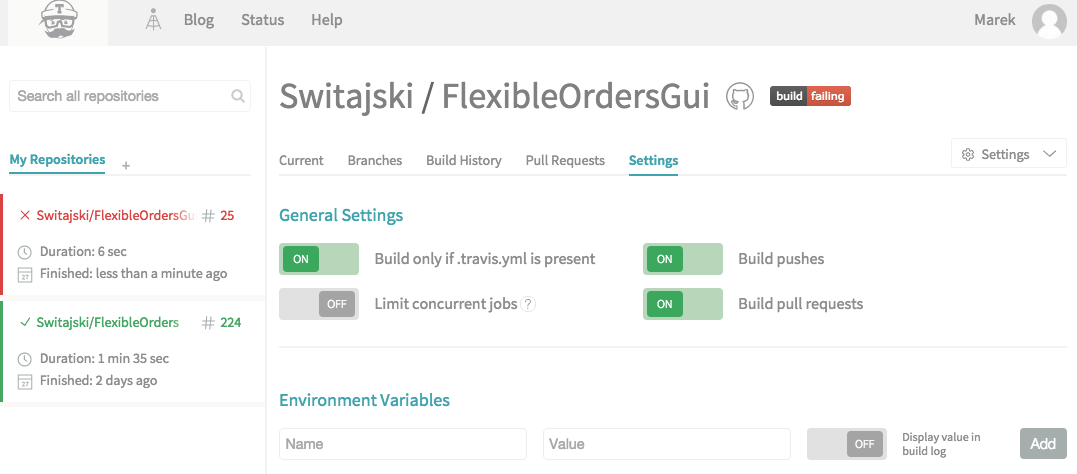 Blog Status Help Marek
Search all repositories
Switajski / FlexibleOrdersGui build failing
My Repositories +
Current Branches Build History Pull Requests Settings Settings
Switajski/FlexibleOrdersGu # 25
Duration: 6 sec
Finished: less than a minute ago
Switajski/FlexibleOrders # 224
Duration: 1 min 35 sec
Finished: 2 days ago
General Settings
ON Build only if .travis.yml is present ON Build pushes
OFF Limit concurrent jobs ? ON Build pull requests
Environment Variables
Name Value OFF Display value in
build log
Add